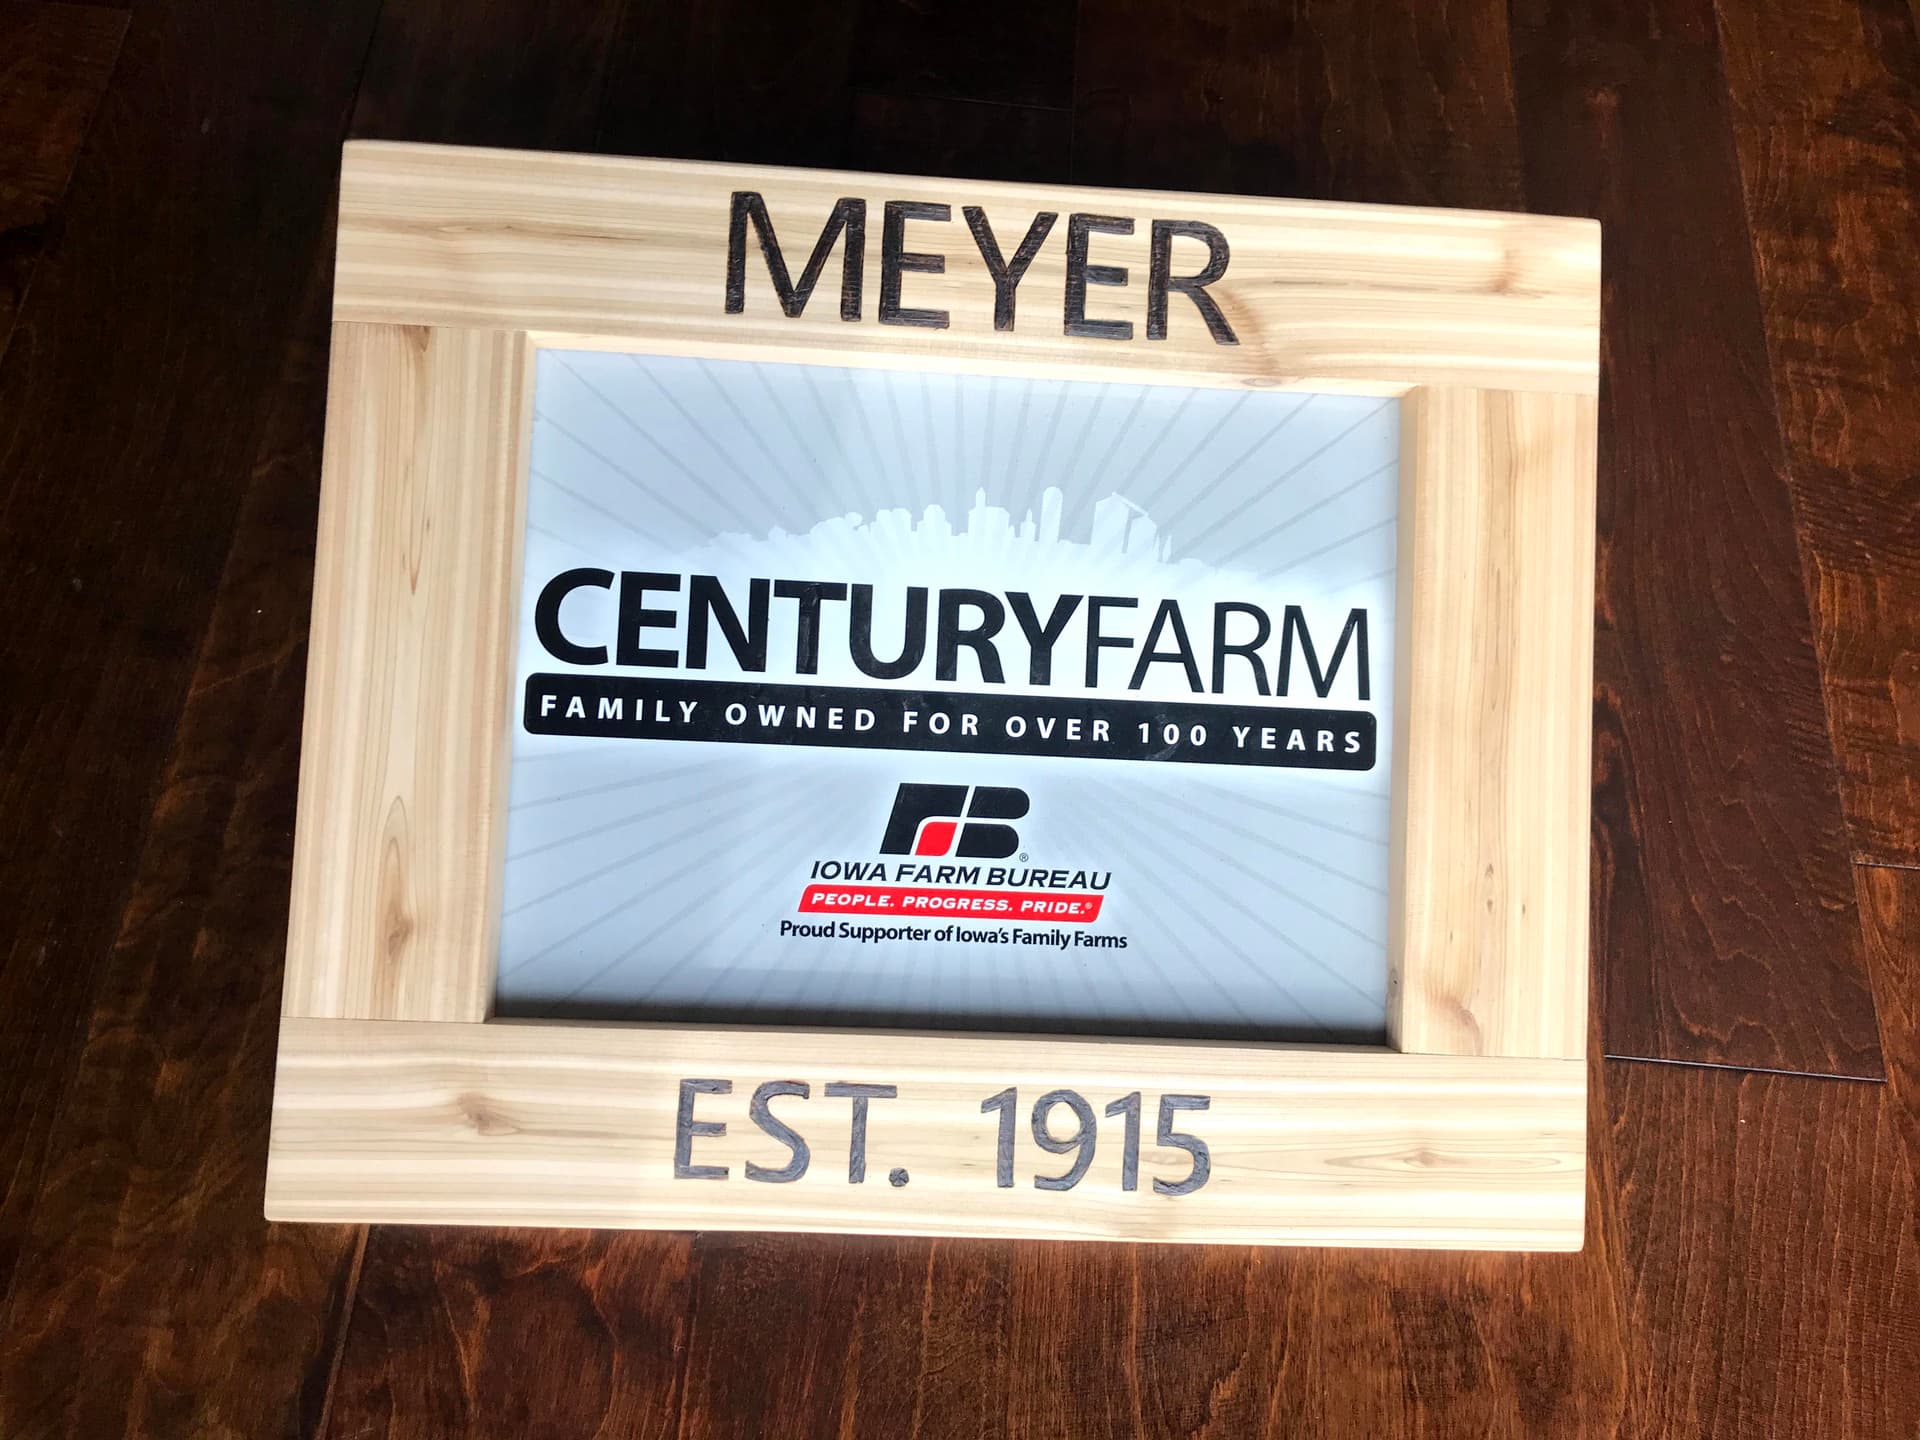 MEYER
CENTURYFARM
FAMILY OWNED FOR OVER 100 YEARS
FB®
IOWA FARM BUREAU
PEOPLE. PROGRESS. PRIDE.®
Proud Supporter of Iowa's Family Farms
EST. 1915